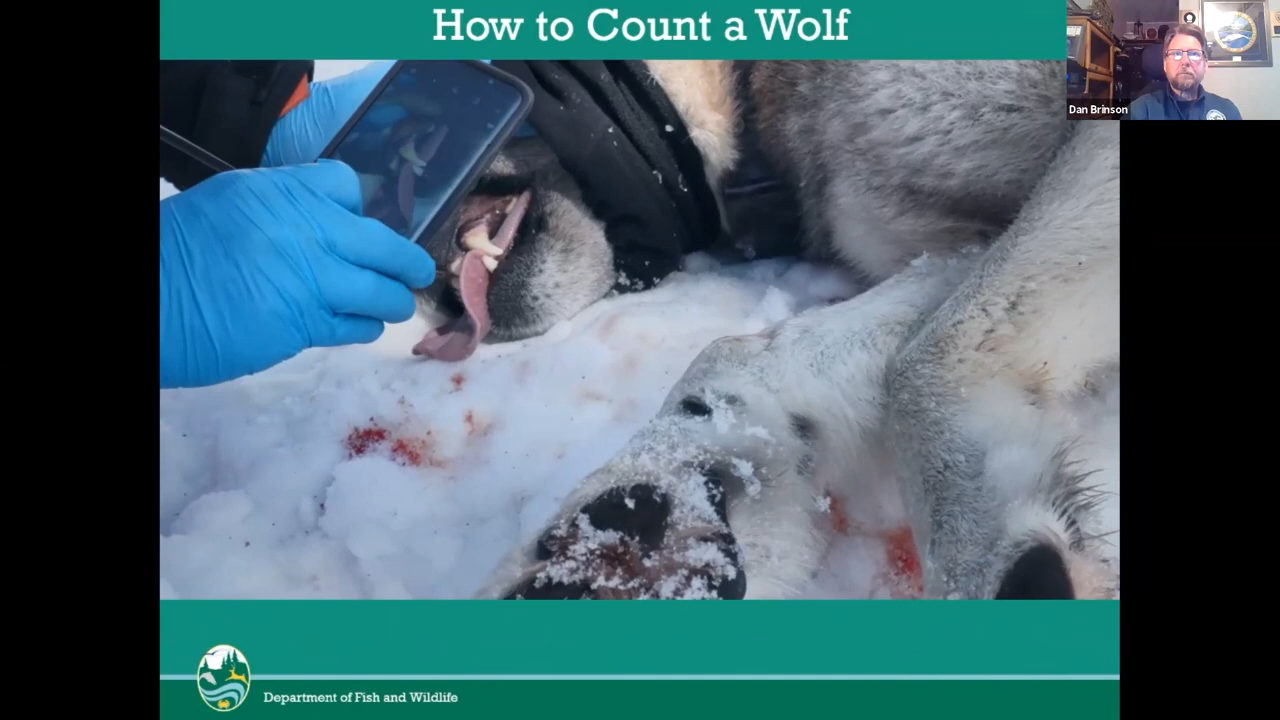 How to Count a Wolf
Dan Brinson
Department of Fish and Wildlife